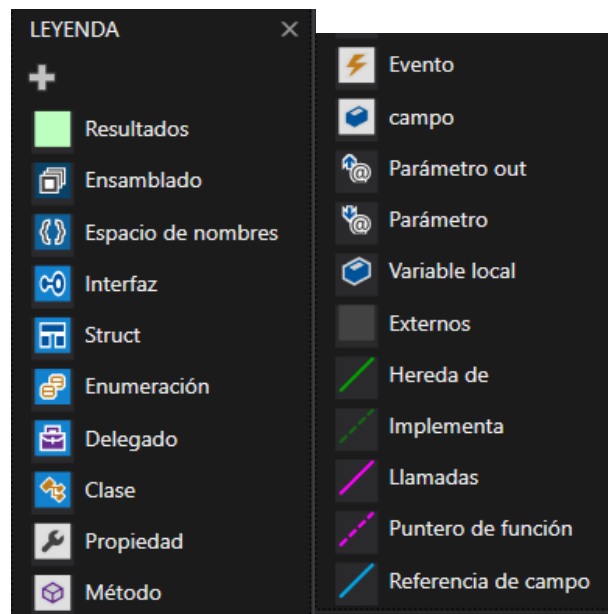 LEYENDA
Resultados
Ensamblado
Espacio de nombres
Interfaz
Struct
Enumeración
Delegado
Clase
Propiedad
Método
Evento
campo
Parámetro out
Parámetro
Variable local
Externos
Hereda de
Implementa
Llamadas
Puntero de función
Referencia de campo